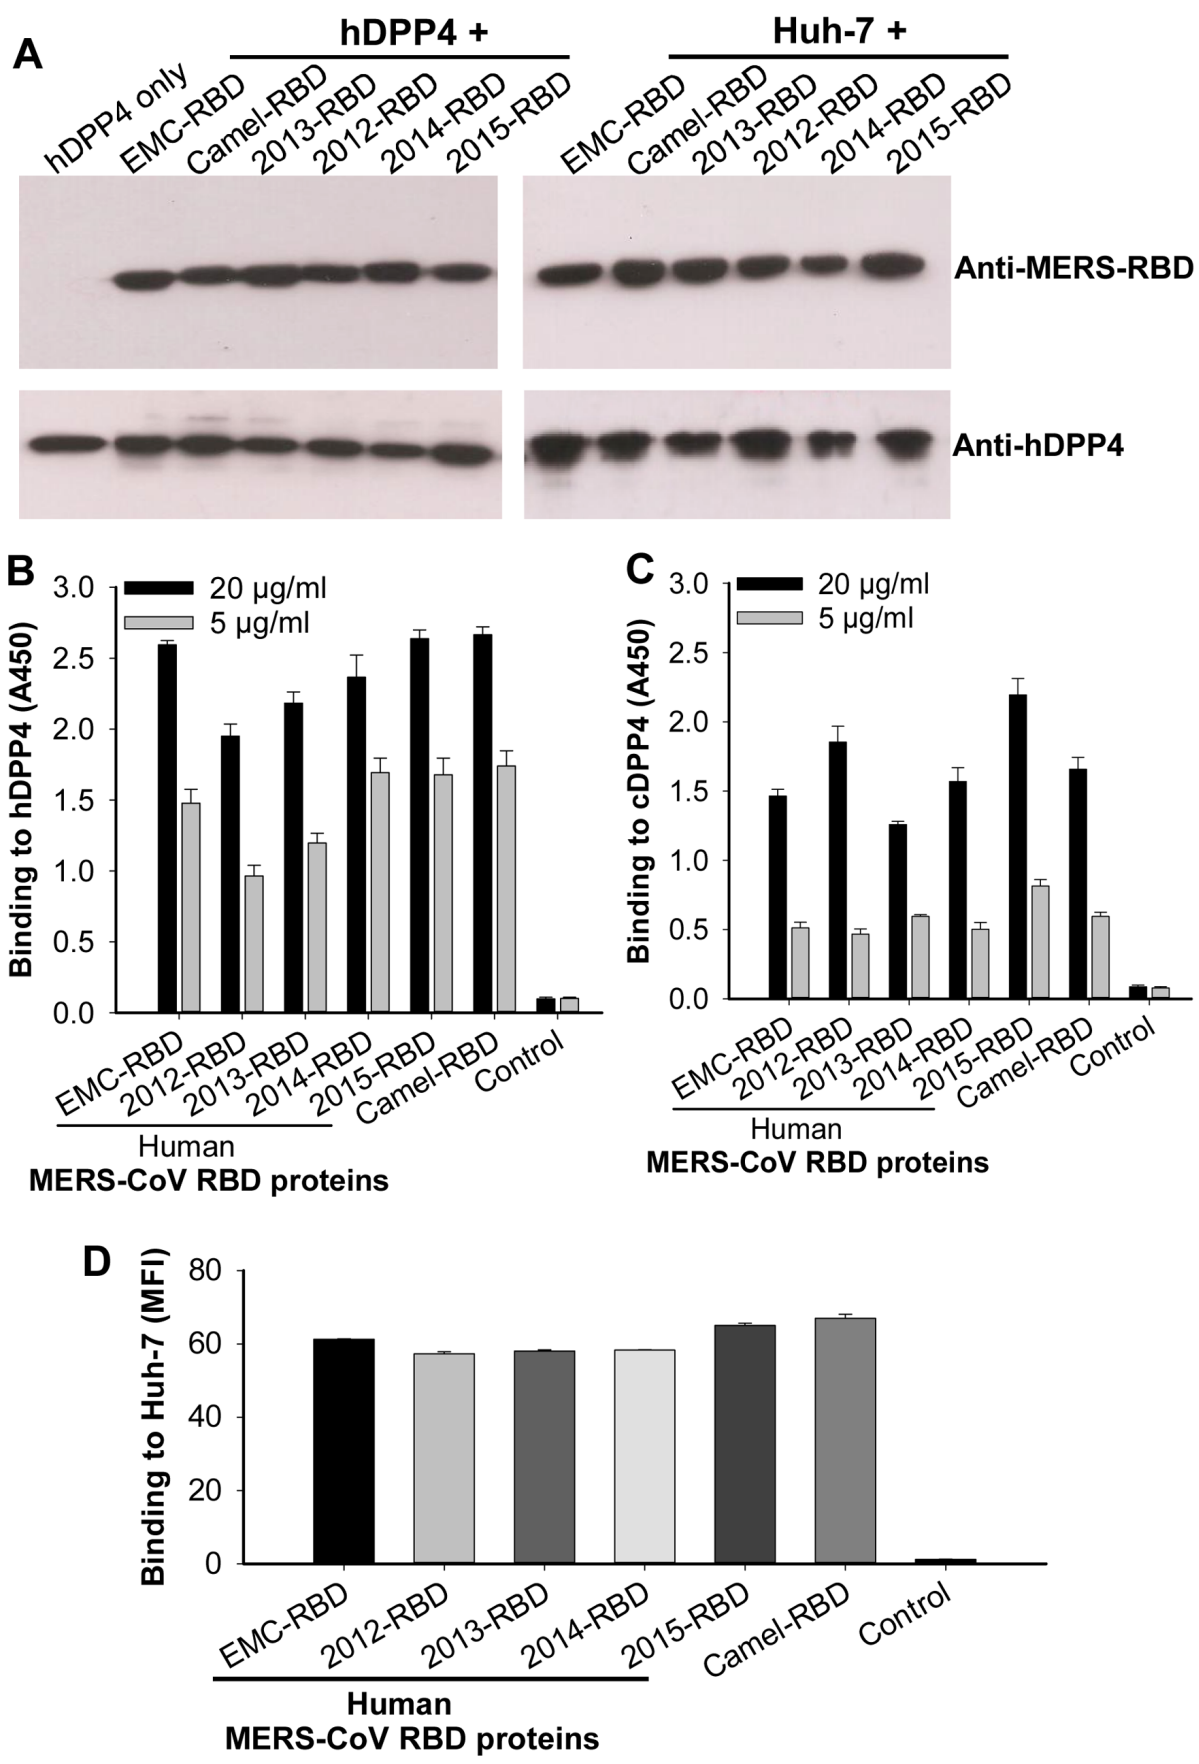 A
hDPP4 +
Huh-7 +
hDPP4 only
EMC-RBD
Camel-RBD
2013-RBD
2012-RBD
2014-RBD
2015-RBD
EMC-RBD
Camel-RBD
2013-RBD
2012-RBD
2014-RBD
2015-RBD
Anti-MERS-RBD
Anti-hDPP4
B
20 µg/ml
5 µg/ml
Binding to hDPP4 (A450)
3.0
2.5
2.0
1.5
1.0
0.5
0.0
EMC-RBD
2012-RBD
2013-RBD
2014-RBD
2015-RBD
Camel-RBD
Control
Human
MERS-CoV RBD proteins
C
20 µg/ml
5 µg/ml
Binding to cDPP4 (A450)
3.0
2.5
2.0
1.5
1.0
0.5
0.0
EMC-RBD
2012-RBD
2013-RBD
2014-RBD
2015-RBD
Camel-RBD
Control
Human
MERS-CoV RBD proteins
D
Binding to Huh-7 (MFI)
80
60
40
20
0
EMC-RBD
2012-RBD
2013-RBD
2014-RBD
2015-RBD
Camel-RBD
Control
Human
MERS-CoV RBD proteins